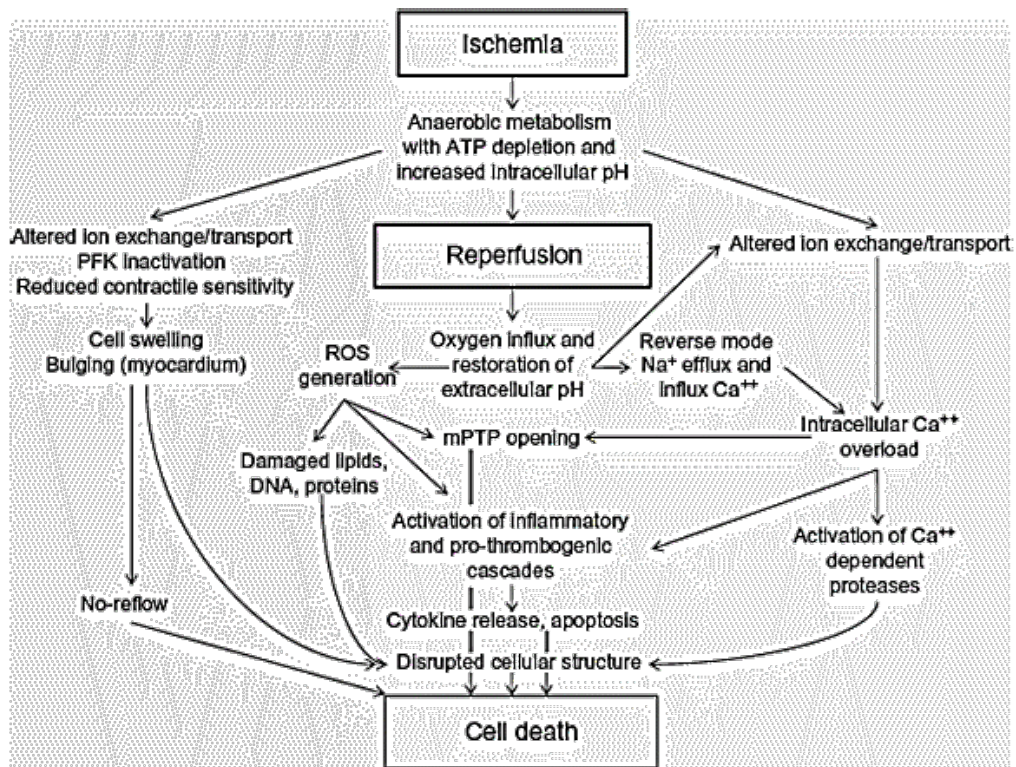 Ischemia
Anaerobic metabolism
with ATP depletion and
increased intracellular pH
Altered ion exchange/transport
PFK inactivation
Reduced contractile sensitivity
Reperfusion
Altered ion exchange/transport
Cell swelling
Bulging (myocardium)
ROS
generation
Oxygen influx and
restoration of
extracellular pH
Reverse mode
Na⁺ efflux and
influx Ca⁺⁺
Intracellular Ca⁺⁺
overload
mPTP opening
Damaged lipids,
DNA, proteins
Activation of inflammatory
and pro-thrombogenic
cascades
Activation of Ca⁺⁺
dependent
proteases
No-reflow
Cytokine release, apoptosis
Disrupted cellular structure
Cell death